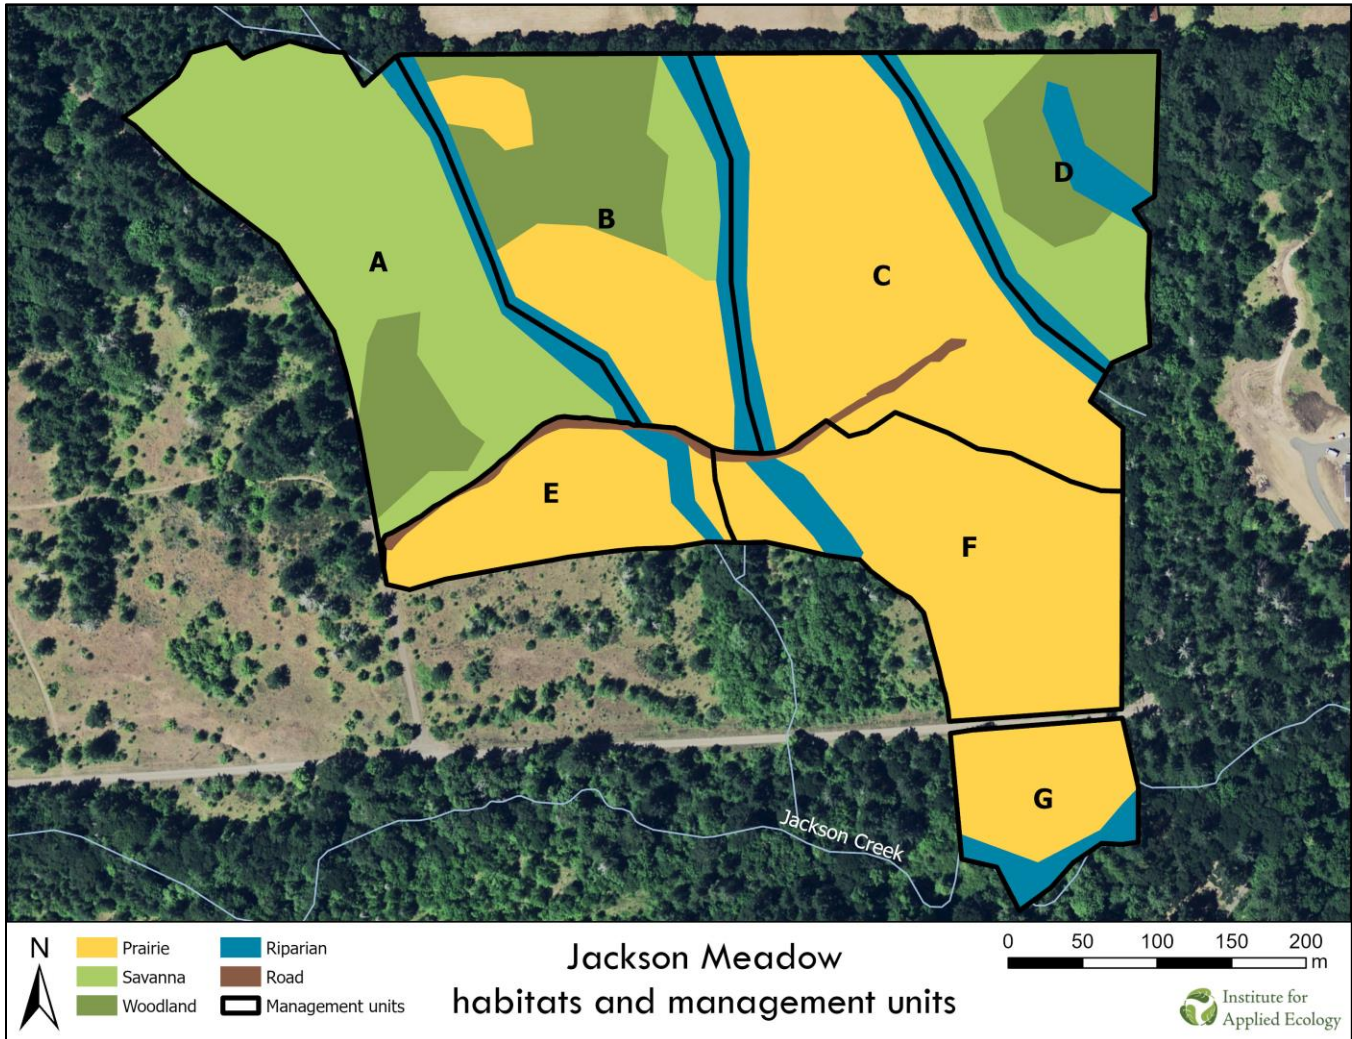 A
B
C
D
E
F
G
Jackson Creek
N
Prairie
Savanna
Woodland
Riparian
Road
Management units
Jackson Meadow
habitats and management units
0 50 100 150 200
m
Institute for
Applied Ecology